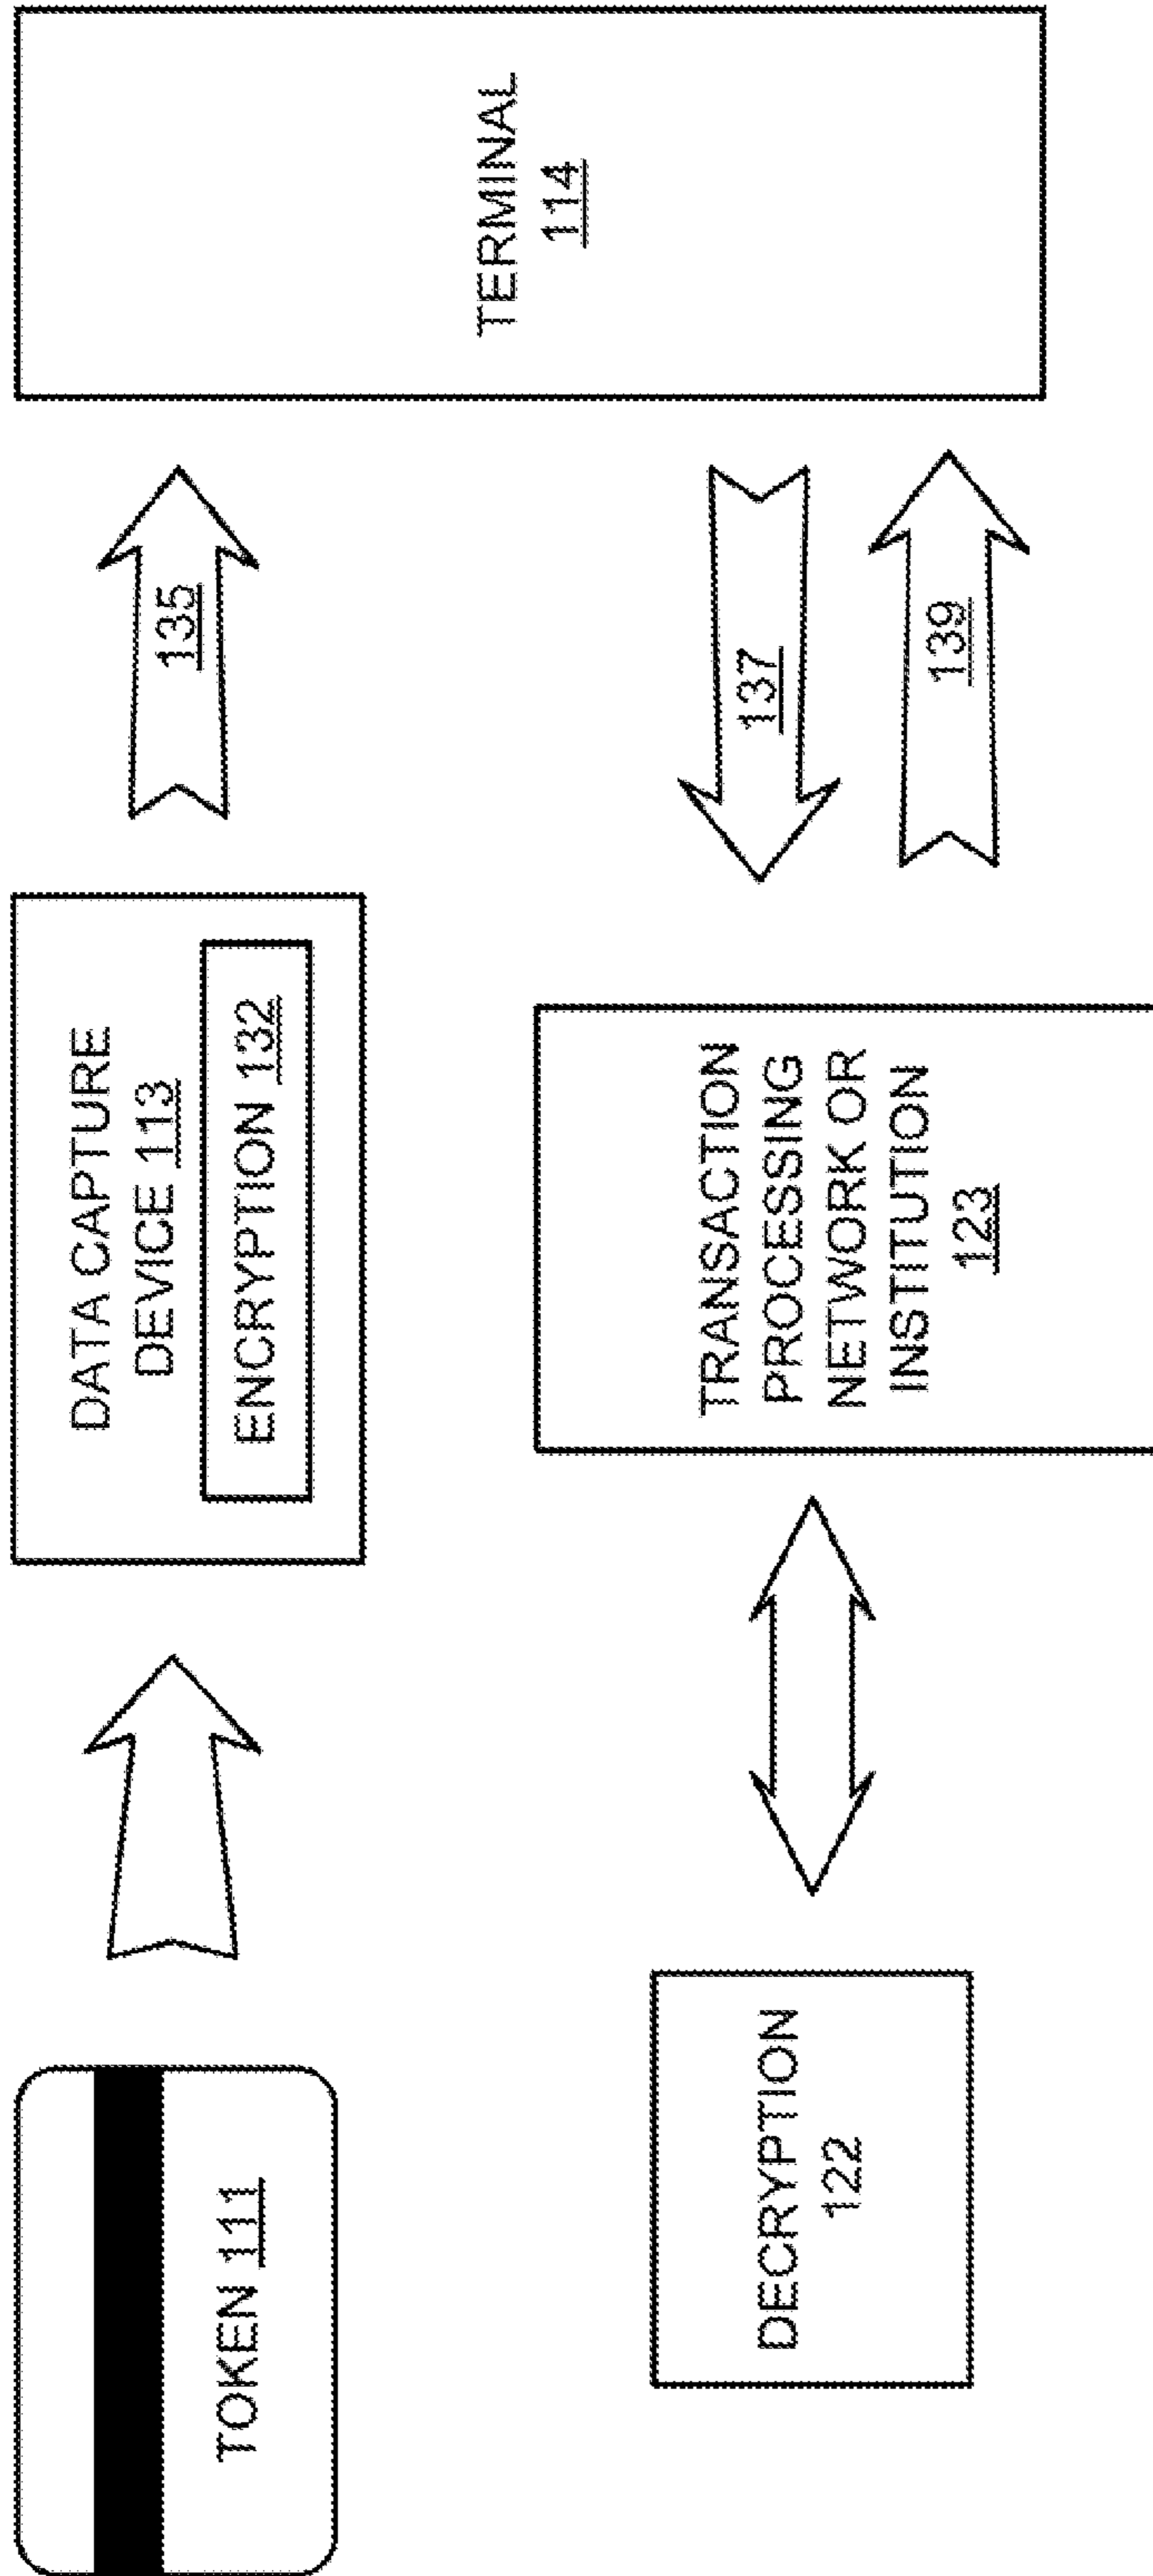 TOKEN 111
DATA CAPTURE
DEVICE 113
ENCRYPTION 132
135
TERMINAL
114
DECRYPTION
122
TRANSACTION
PROCESSING
NETWORK OR
INSTITUTION
123
137
139